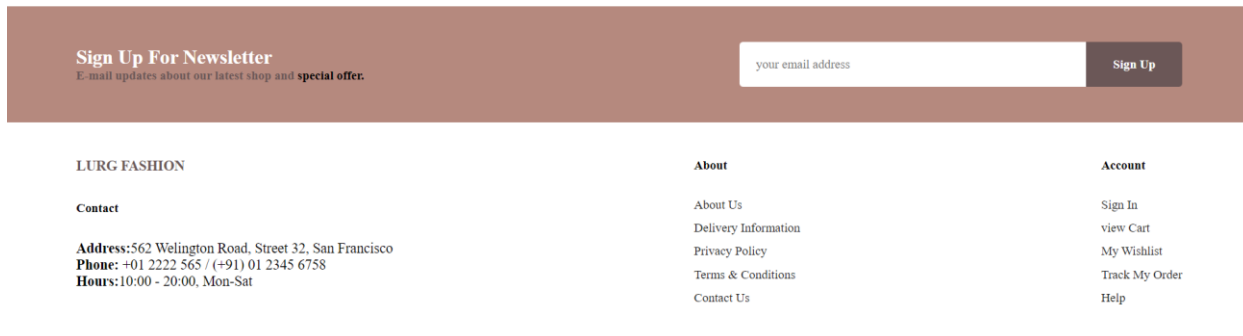 Sign Up For Newsletter
E-mail updates about our latest shop and special offer.
your email address
Sign Up
LURG FASHION
Contact
Address:562 Welington Road, Street 32, San Francisco
Phone: +01 2222 565 / (+91) 01 2345 6758
Hours:10:00 - 20:00, Mon-Sat
About
About Us
Delivery Information
Privacy Policy
Terms & Conditions
Contact Us
Account
Sign In
view Cart
My Wishlist
Track My Order
Help